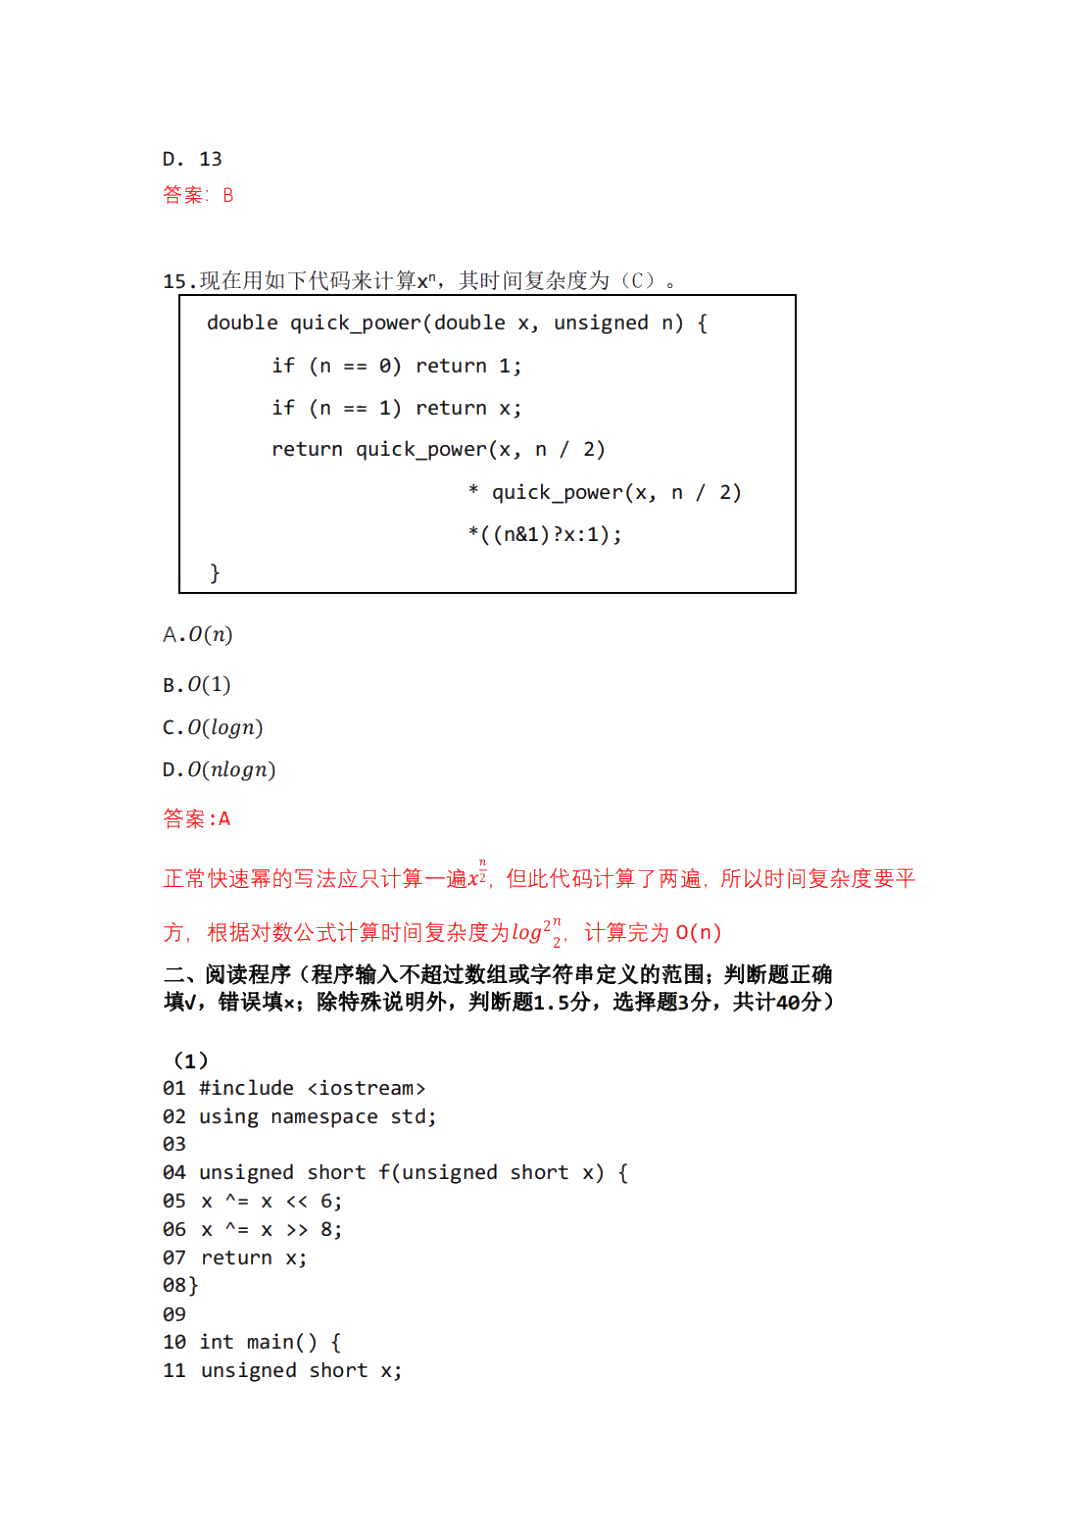 D. 13
答案：B
15.现在用如下代码来计算xⁿ，其时间复杂度为（C）。
double quick_power(double x, unsigned n) {
if (n == 0) return 1;
if (n == 1) return x;
return quick_power(x, n / 2)
* quick_power(x, n / 2)
*((n&1)?x:1);
}
A.O(n)
B.O(1)
C.O(logn)
D.O(nlogn)
答案:A
正常快速幂的写法应只计算一遍x^(n/2)，但此代码计算了两遍，所以时间复杂度要平
方，根据对数公式计算时间复杂度为log2^n_2，计算完为 O(n)
二、阅读程序（程序输入不超过数组或字符串定义的范围；判断题正确
填√，错误填×；除特殊说明外，判断题1.5分，选择题3分，共计40分）
（1）
01 #include <iostream>
02 using namespace std;
03
04 unsigned short f(unsigned short x) {
05 x ^= x << 6;
06 x ^= x >> 8;
07 return x;
08}
09
10 int main() {
11 unsigned short x;